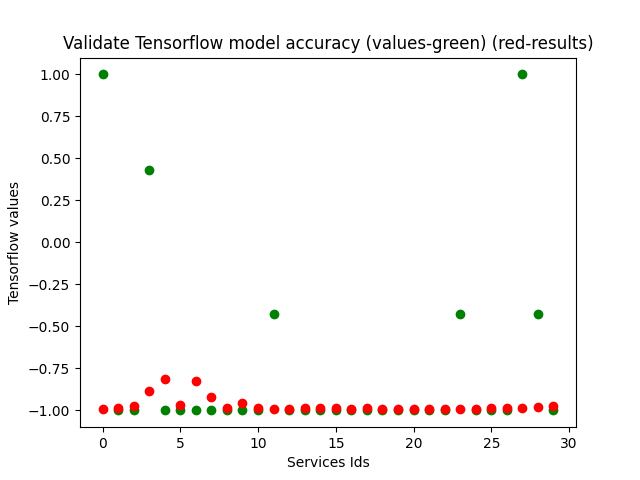 Validate Tensorflow model accuracy (values-green) (red-results)
1.00
0.75
0.50
0.25
0.00
−0.25
−0.50
−0.75
−1.00
Tensorflow values
0 5 10 15 20 25 30
Services Ids